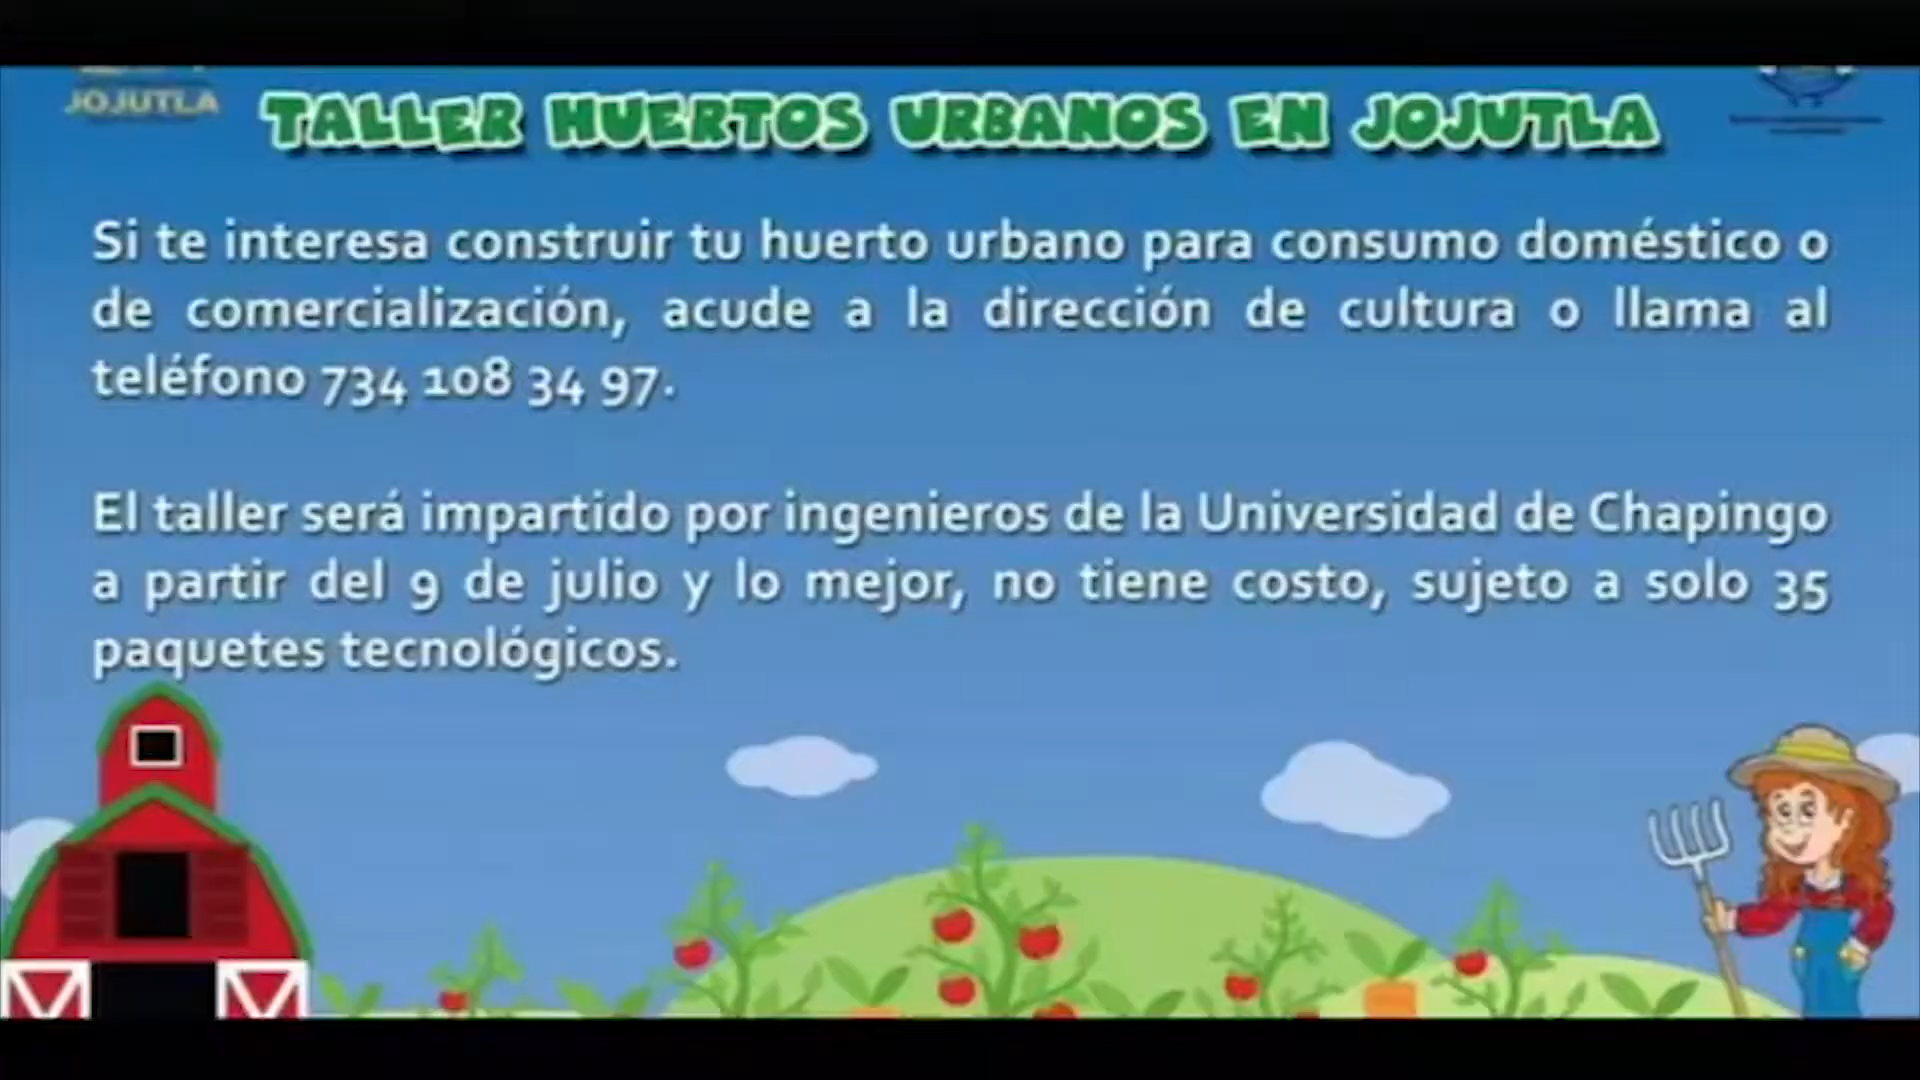 JOJUTLA
TALLER HUERTOS URBANOS EN JOJUTLA
Si te interesa construir tu huerto urbano para consumo doméstico o
de comercialización, acude a la dirección de cultura o llama al
teléfono 734 108 34 97.
El taller será impartido por ingenieros de la Universidad de Chapingo
a partir del 9 de julio y lo mejor, no tiene costo, sujeto a solo 35
paquetes tecnológicos.